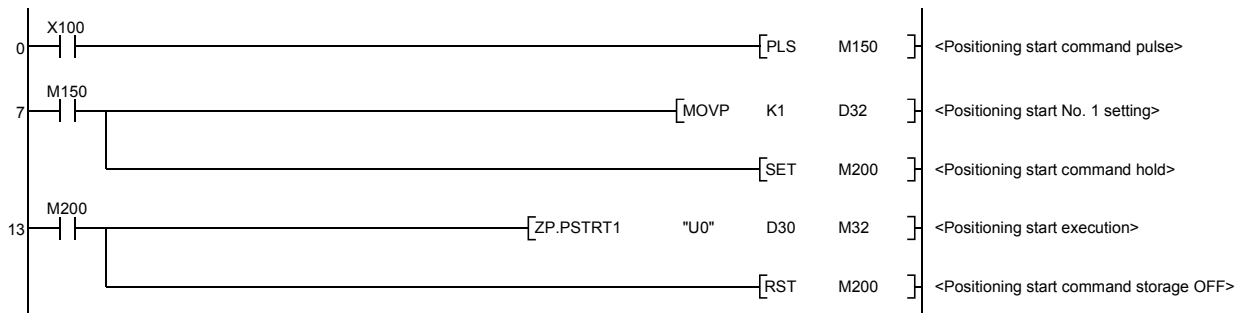 X100
0 PLS M150 <Positioning start command pulse>
M150
7 MOVP K1 D32 <Positioning start No. 1 setting>
SET M200 <Positioning start command hold>
M200
13 ZP.PSTRT1 "U0" D30 M32 <Positioning start execution>
RST M200 <Positioning start command storage OFF>